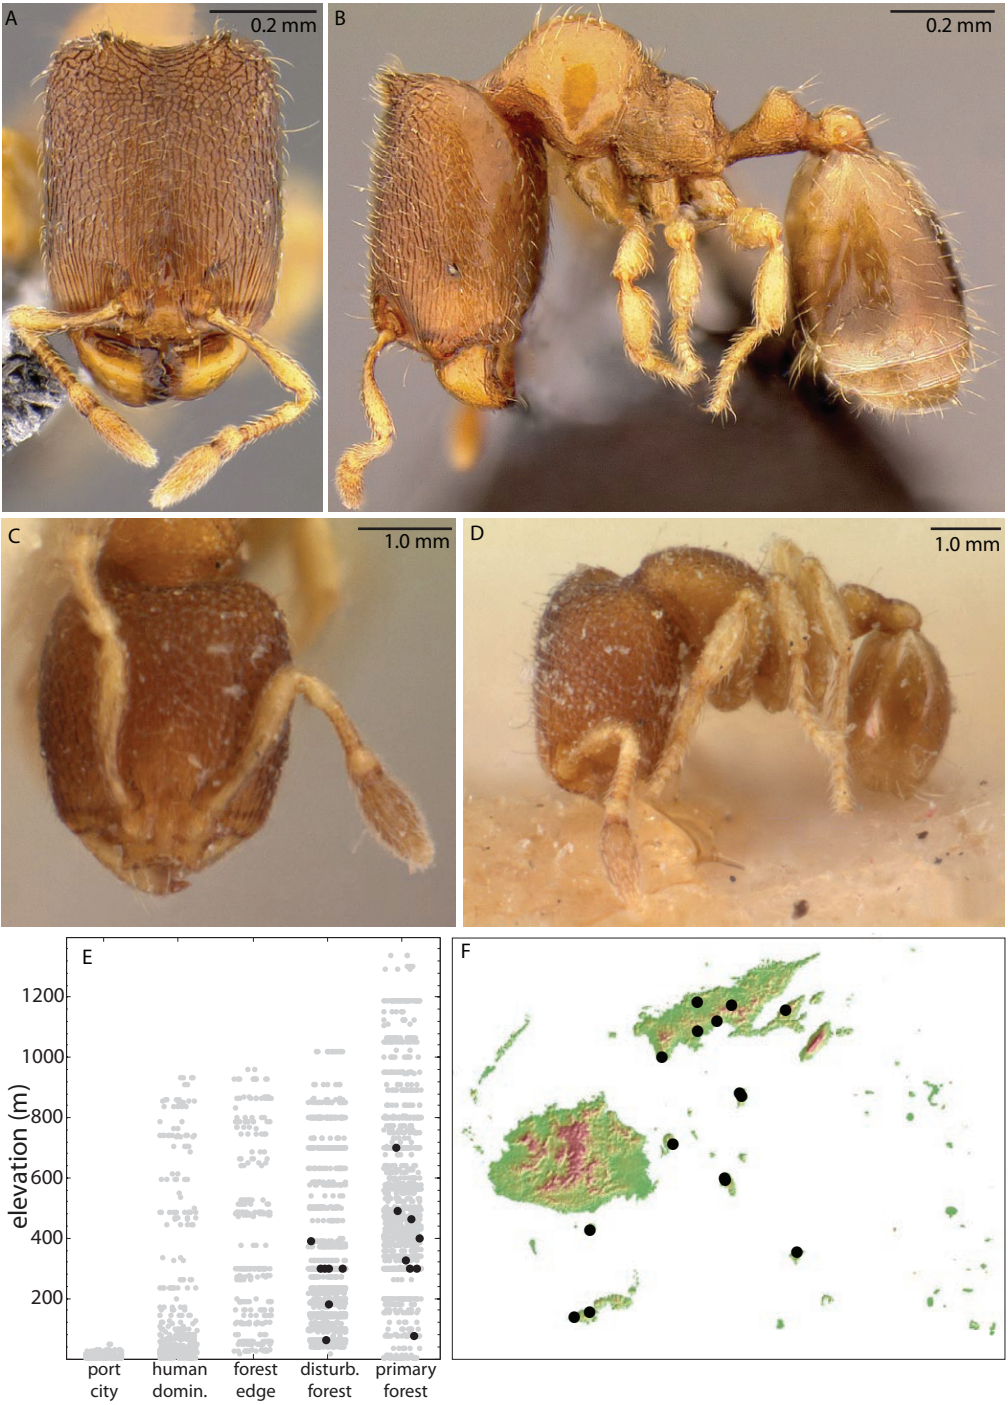 A
0.2 mm
B
0.2 mm
C
1.0 mm
D
1.0 mm
E
1200
1000
800
600
400
200
elevation (m)
port
city
human
domin.
forest
edge
disturb.
forest
primary
forest
F